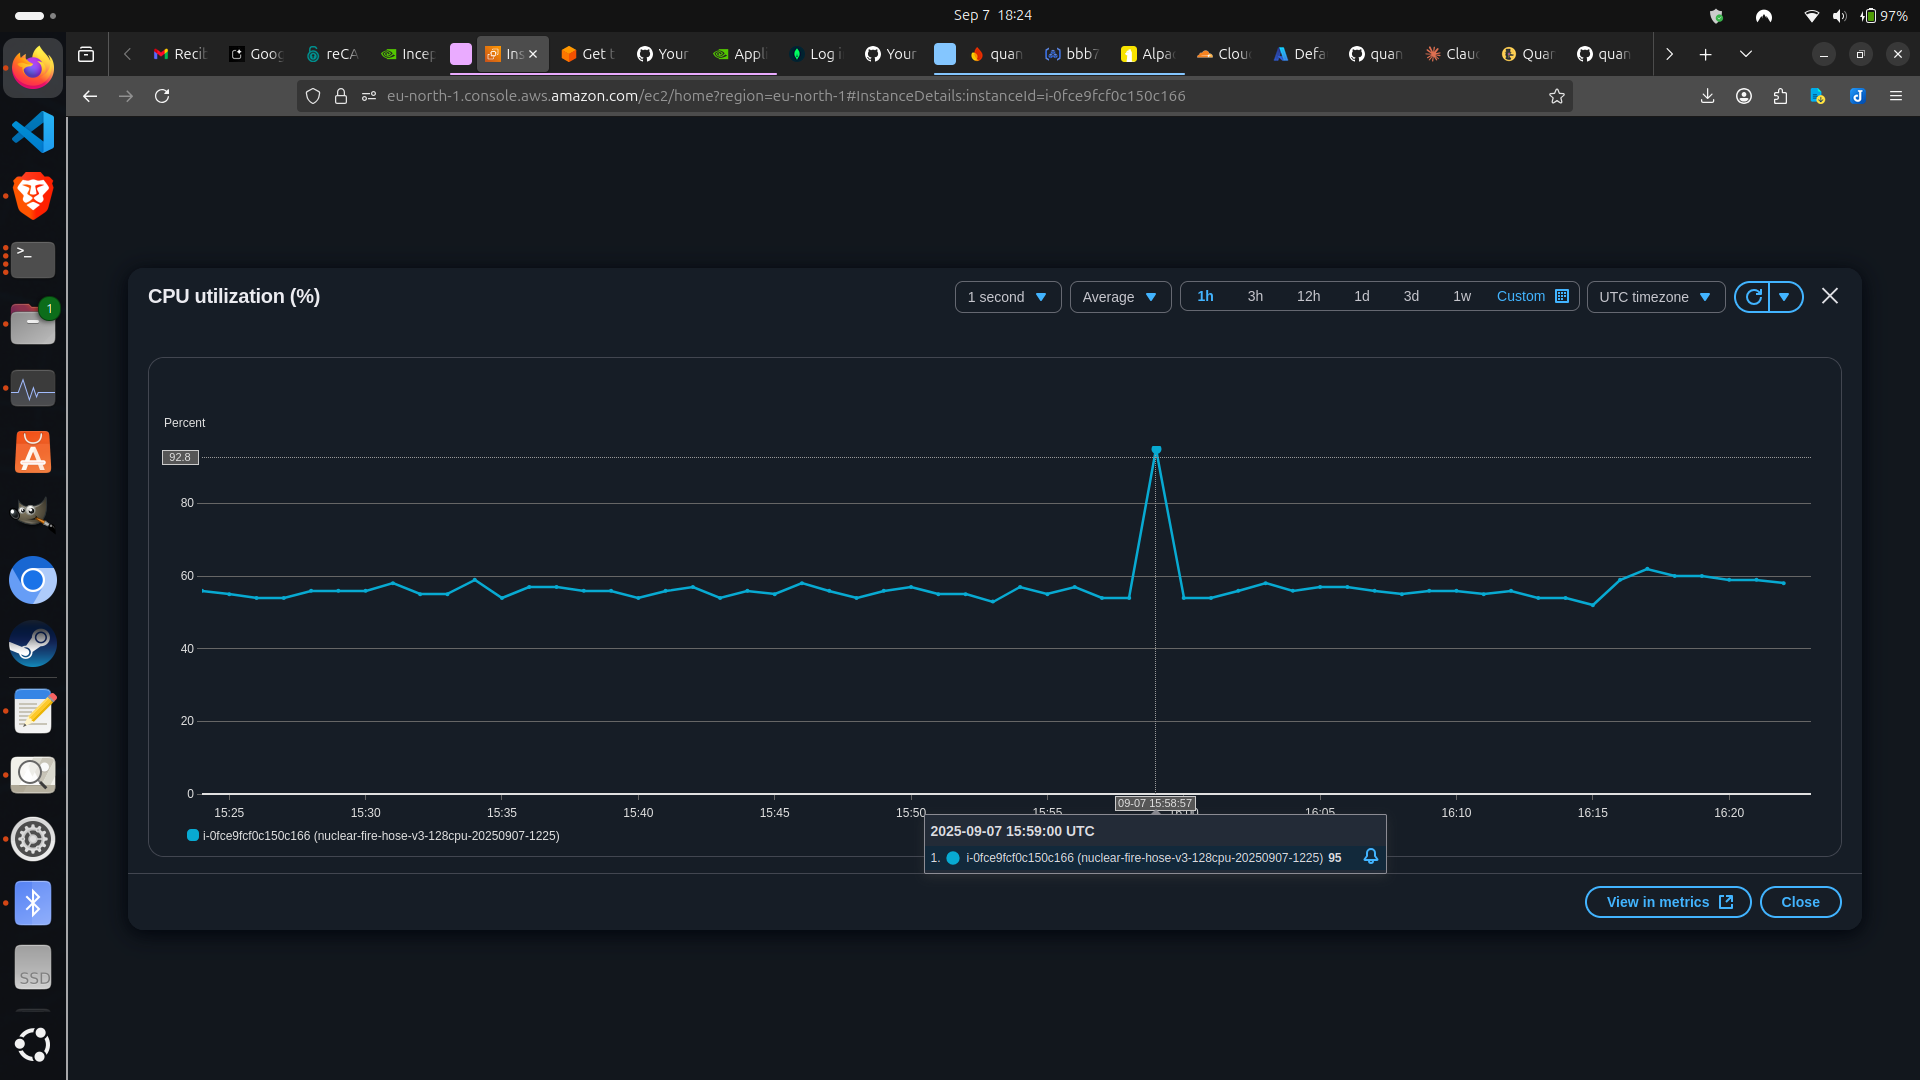 Sep 7 18:24
97%
Recib
Goog
reCA
Incep
Ins
Get t
Your
Appli
Log i
Your
quan
bbb7
Alpa
Clou
Defa
quan
Clau
Quan
quan
eu-north-1.console.aws.amazon.com/ec2/home?region=eu-north-1#InstanceDetails:instanceId=i-0fce9fcf0c150c166
1
SSD
CPU utilization (%)
1 second
Average
1h
3h
12h
1d
3d
1w
Custom
UTC timezone
Percent
92.8
80
60
40
20
0
15:25
15:30
15:35
15:40
15:45
15:50
15:55
09-07 15:58:57
16:00
16:05
16:10
16:15
16:20
i-0fce9fcf0c150c166 (nuclear-fire-hose-v3-128cpu-20250907-1225)
2025-09-07 15:59:00 UTC
1. i-0fce9fcf0c150c166 (nuclear-fire-hose-v3-128cpu-20250907-1225) 95
View in metrics
Close